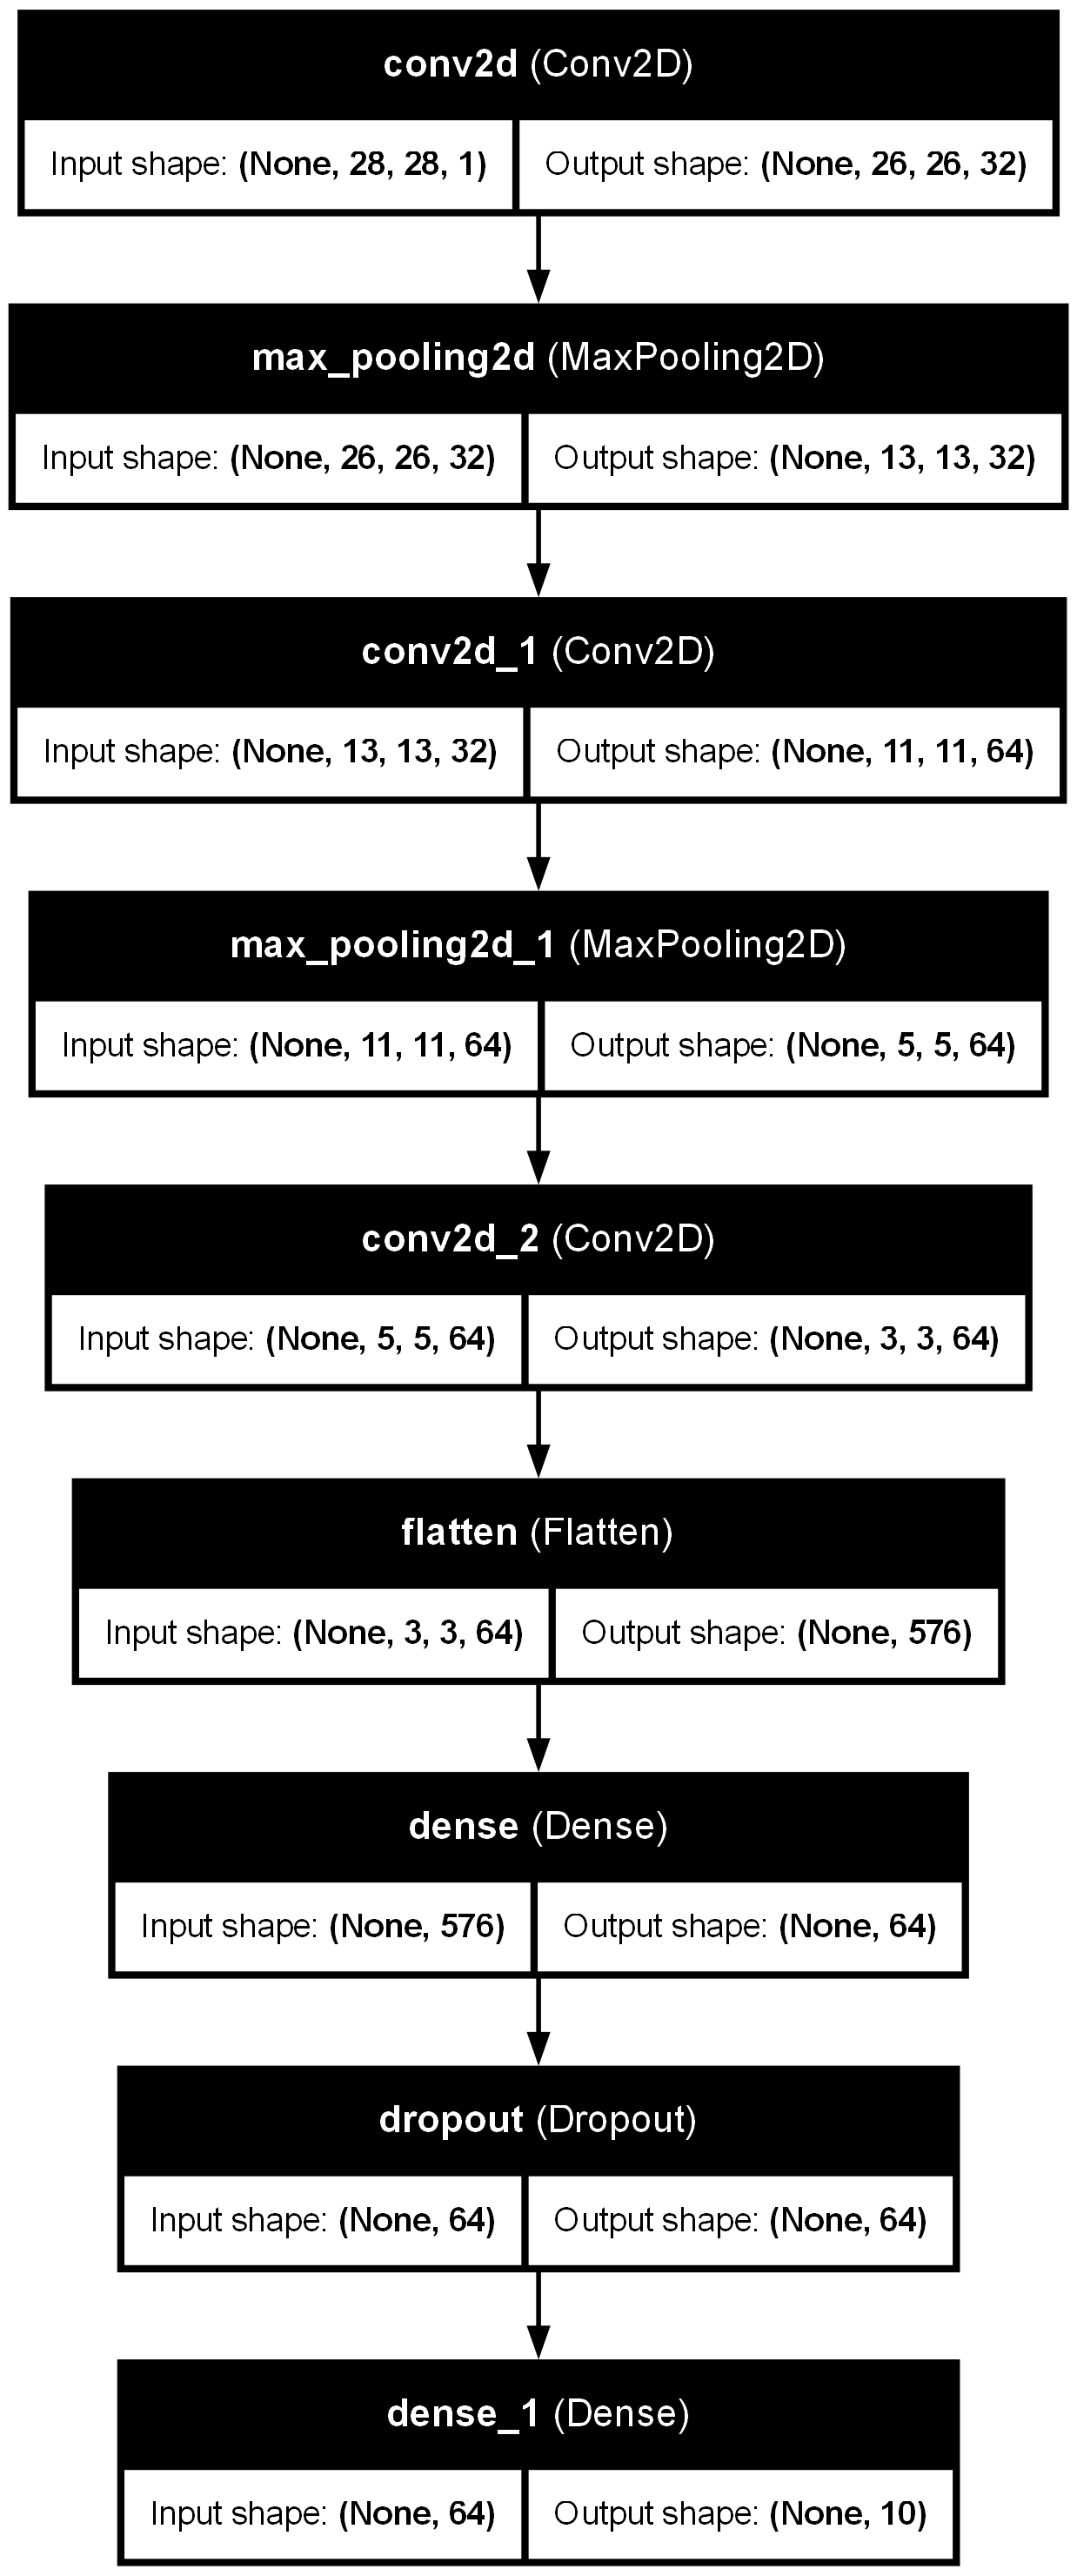 conv2d (Conv2D)
Input shape: (None, 28, 28, 1) Output shape: (None, 26, 26, 32)
max_pooling2d (MaxPooling2D)
Input shape: (None, 26, 26, 32) Output shape: (None, 13, 13, 32)
conv2d_1 (Conv2D)
Input shape: (None, 13, 13, 32) Output shape: (None, 11, 11, 64)
max_pooling2d_1 (MaxPooling2D)
Input shape: (None, 11, 11, 64) Output shape: (None, 5, 5, 64)
conv2d_2 (Conv2D)
Input shape: (None, 5, 5, 64) Output shape: (None, 3, 3, 64)
flatten (Flatten)
Input shape: (None, 3, 3, 64) Output shape: (None, 576)
dense (Dense)
Input shape: (None, 576) Output shape: (None, 64)
dropout (Dropout)
Input shape: (None, 64) Output shape: (None, 64)
dense_1 (Dense)
Input shape: (None, 64) Output shape: (None, 10)